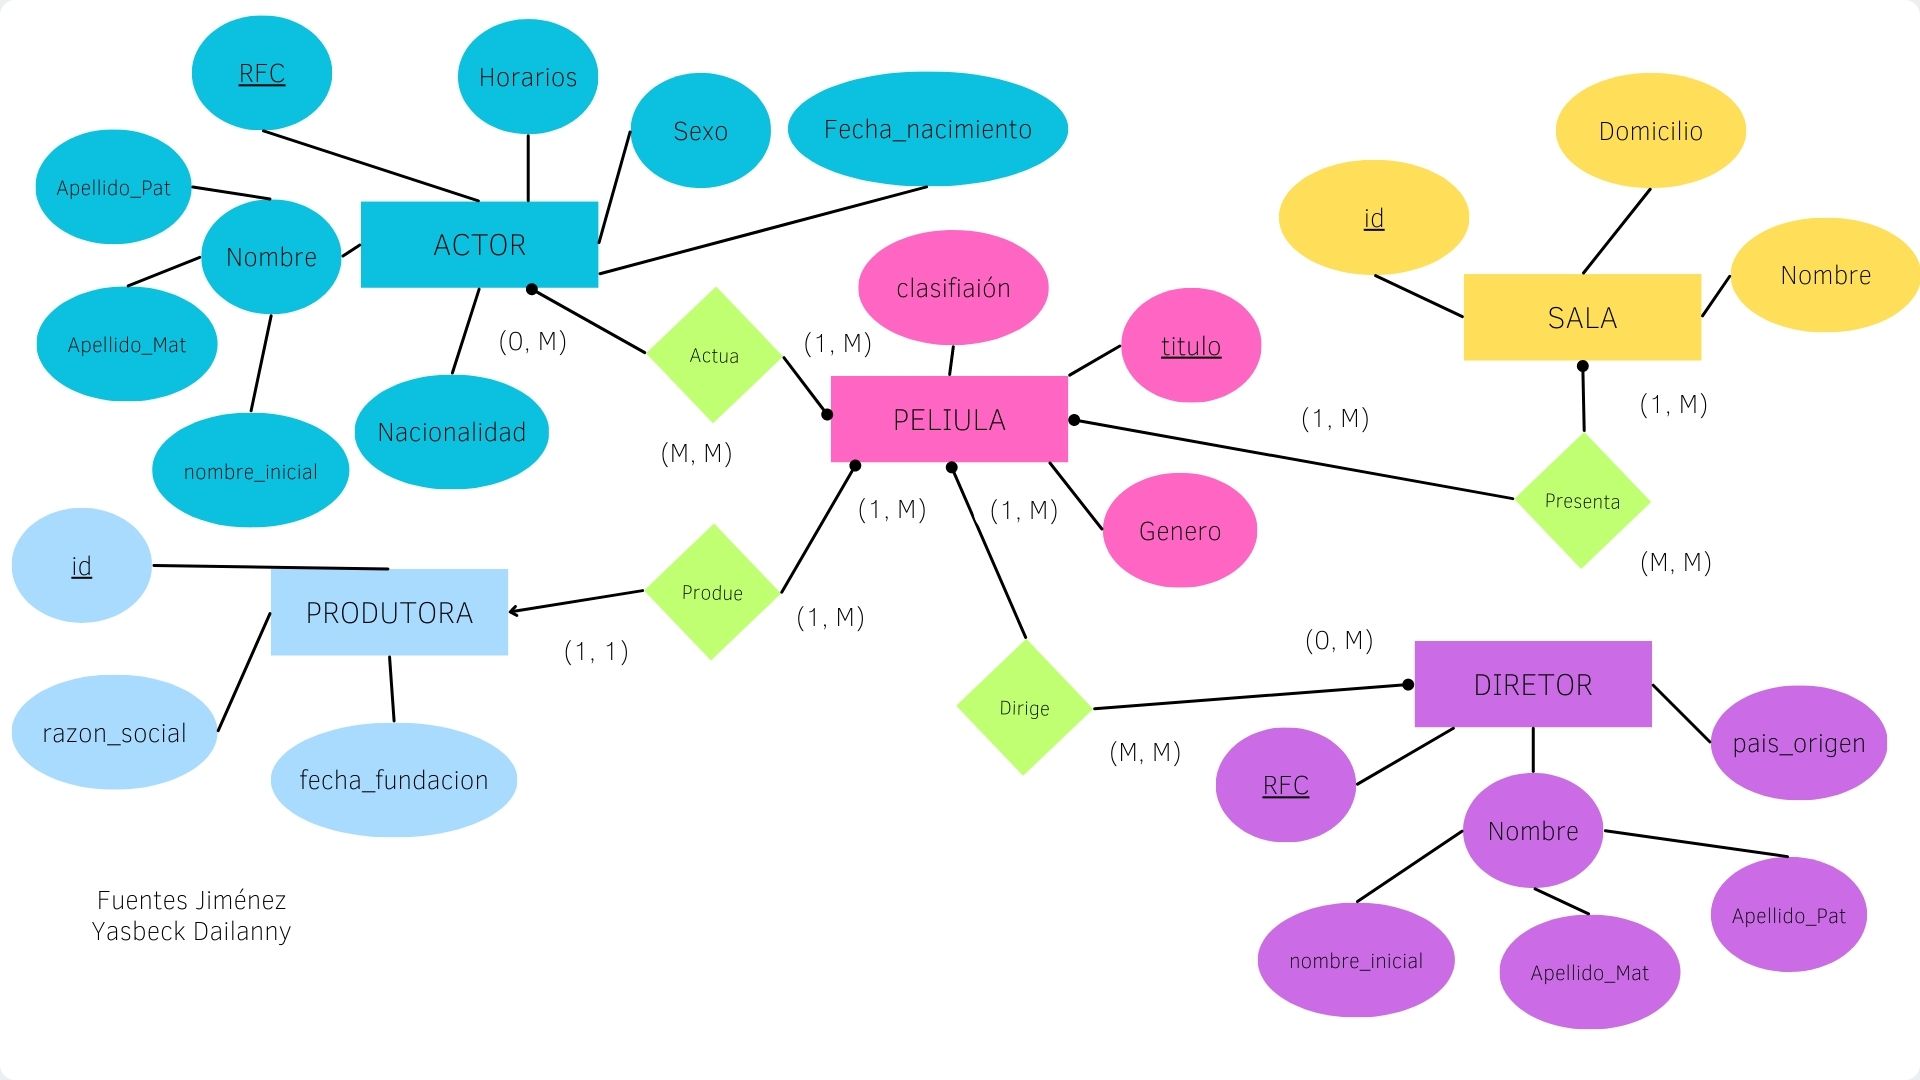 RFC
Horarios
Sexo
Fecha_nacimiento
Domicilio
Apellido_Pat
id
Nombre
ACTOR
Nombre
clasifiaión
SALA
Apellido_Mat
(0, M)
Actua
(1, M)
titulo
PELIULA
(1, M)
(1, M)
Nacionalidad
nombre_inicial
(M, M)
(1, M)
(1, M)
Presenta
Genero
(M, M)
id
PRODUTORA
Produe
(1, M)
(1, 1)
(0, M)
DIRETOR
Dirige
(M, M)
razon_social
fecha_fundacion
pais_origen
RFC
Nombre
Apellido_Pat
nombre_inicial
Apellido_Mat
Fuentes Jiménez
Yasbeck Dailanny